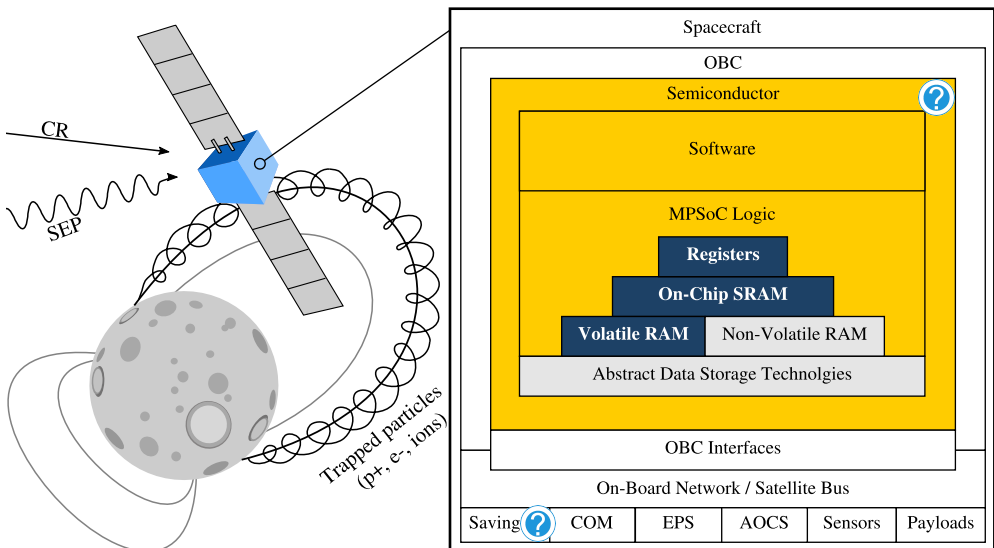 CR
SEP
Trapped particles
(p+, e-, ions)
Spacecraft
OBC
Semiconductor
?
Software
MPSoC Logic
Registers
On-Chip SRAM
Volatile RAM
Non-Volatile RAM
Abstract Data Storage Technolgies
OBC Interfaces
On-Board Network / Satellite Bus
Saving
?
COM
EPS
AOCS
Sensors
Payloads